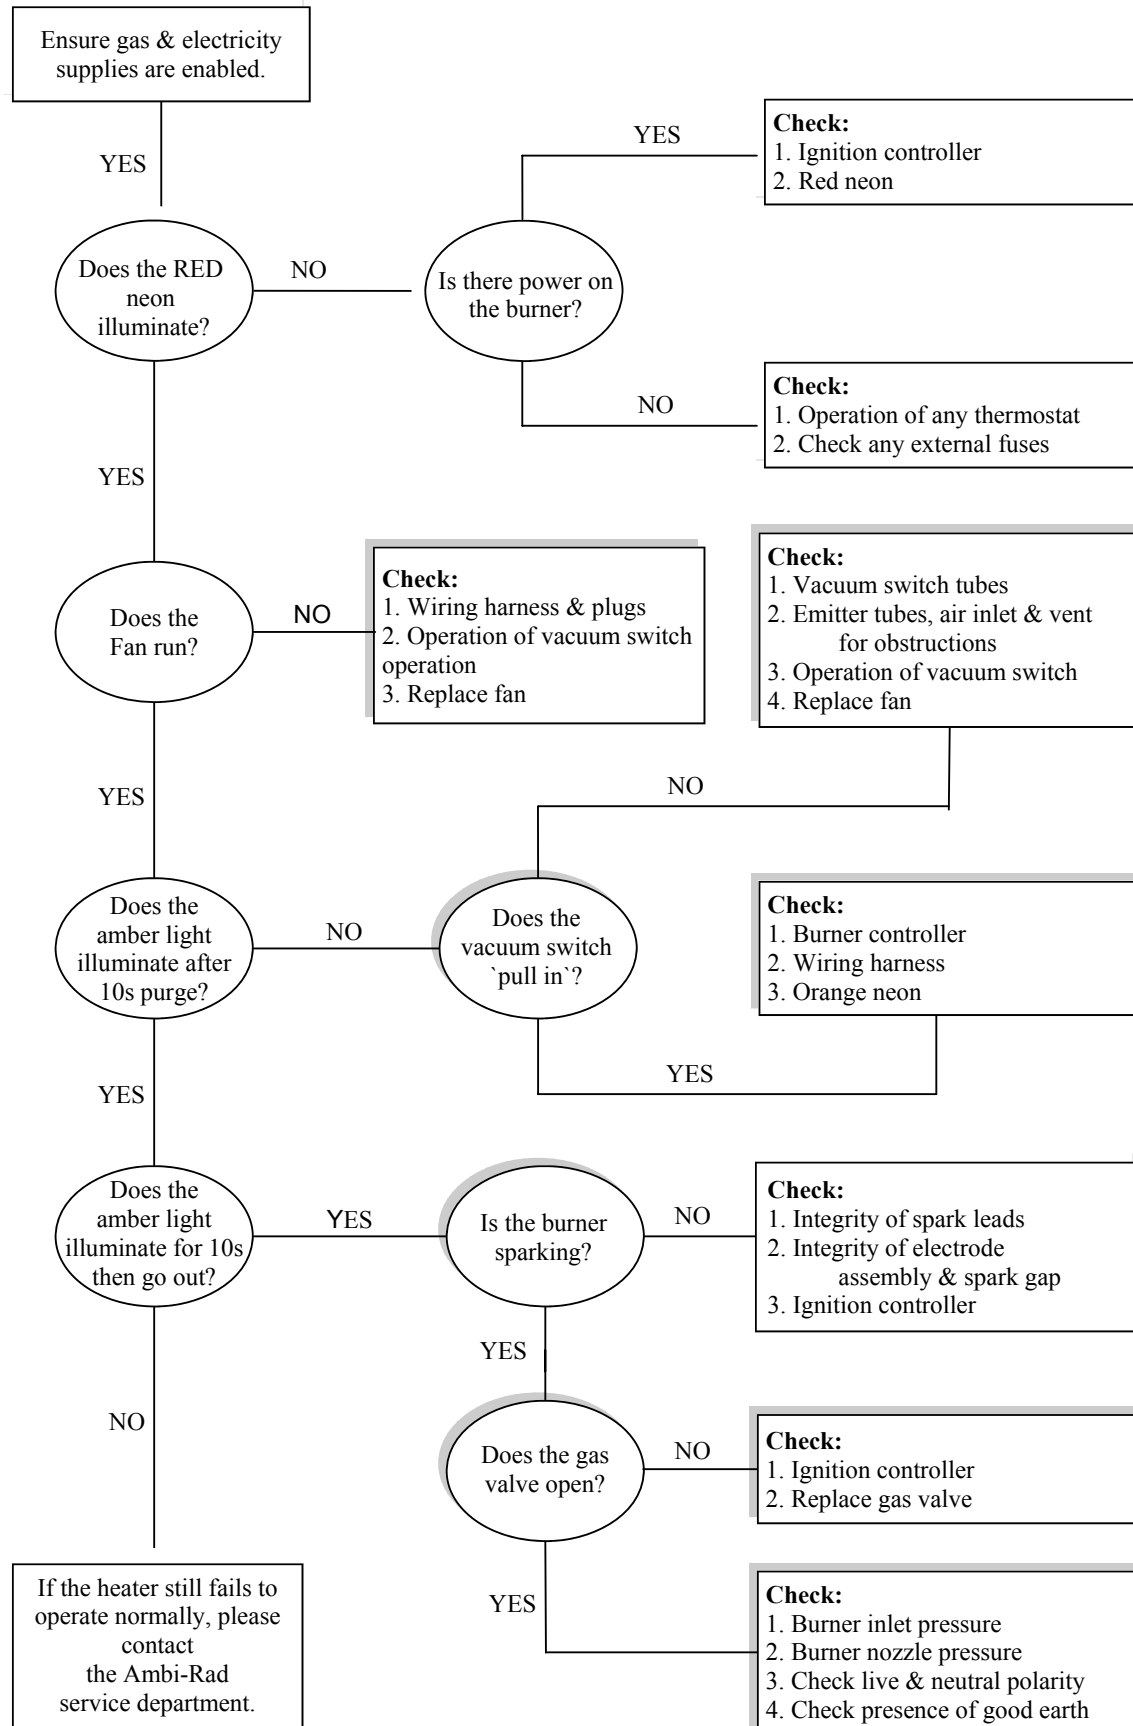 Ensure gas & electricity
supplies are enabled.
YES
YES
Check:
1. Ignition controller
2. Red neon
Does the RED
neon
illuminate?
NO
Is there power on
the burner?
NO
Check:
1. Operation of any thermostat
2. Check any external fuses
YES
Does the
Fan run?
NO
Check:
1. Wiring harness & plugs
2. Operation of vacuum switch
operation
3. Replace fan
Check:
1. Vacuum switch tubes
2. Emitter tubes, air inlet & vent
for obstructions
3. Operation of vacuum switch
4. Replace fan
YES
NO
Does the
amber light
illuminate after
10s purge?
NO
Does the
vacuum switch
`pull in`?
Check:
1. Burner controller
2. Wiring harness
3. Orange neon
YES
YES
Does the
amber light
illuminate for 10s
then go out?
YES
Is the burner
sparking?
NO
Check:
1. Integrity of spark leads
2. Integrity of electrode
assembly & spark gap
3. Ignition controller
YES
NO
Does the gas
valve open?
NO
Check:
1. Ignition controller
2. Replace gas valve
YES
If the heater still fails to
operate normally, please
contact
the Ambi-Rad
service department.
Check:
1. Burner inlet pressure
2. Burner nozzle pressure
3. Check live & neutral polarity
4. Check presence of good earth